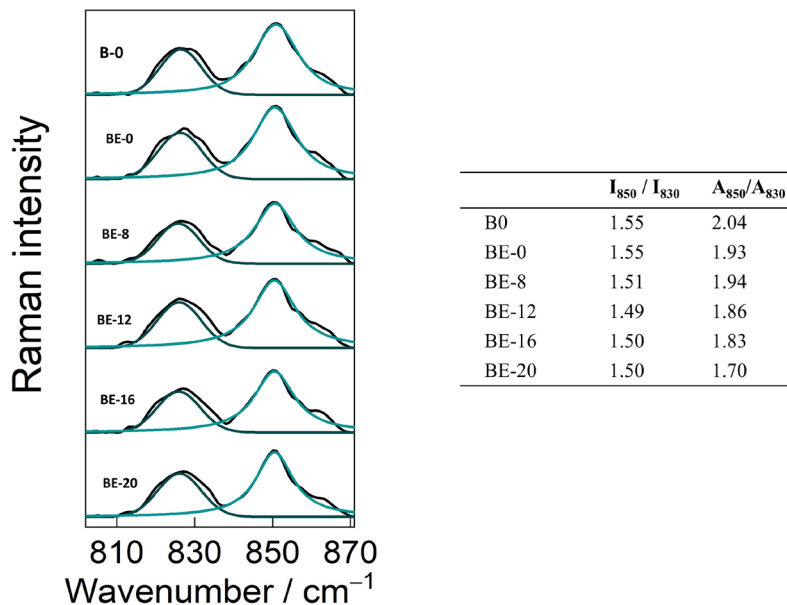 Raman intensity
B-0
BE-0
BE-8
BE-12
BE-16
BE-20
810 830 850 870
Wavenumber / cm⁻¹
I₈₅₀ / I₈₃₀ A₈₅₀/A₈₃₀
B0 1.55 2.04
BE-0 1.55 1.93
BE-8 1.51 1.94
BE-12 1.49 1.86
BE-16 1.50 1.83
BE-20 1.50 1.70